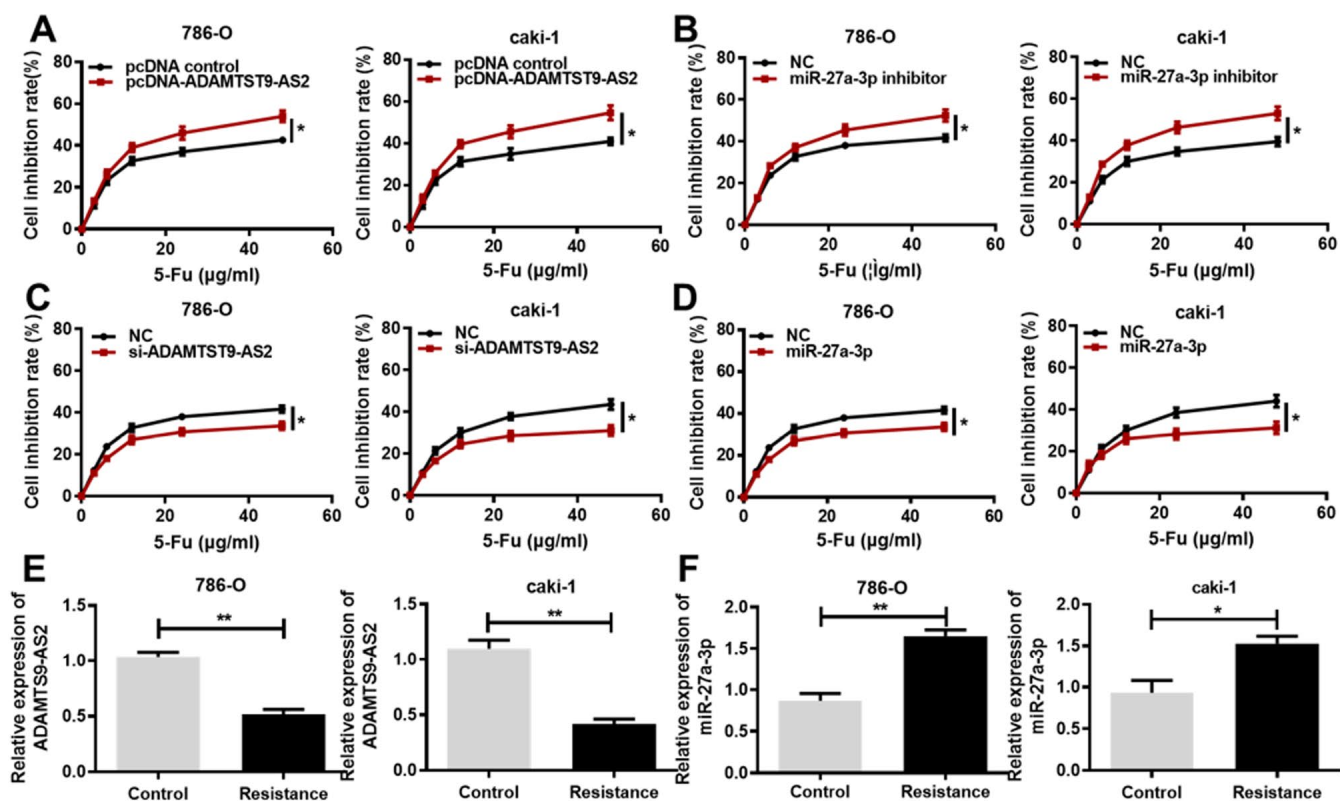 A
786-O
Cell inhibition rate(%)
80
60
40
20
0
pcDNA control
pcDNA-ADAMTST9-AS2
*
0 20 40 60
5-Fu (µg/ml)
caki-1
Cell inhibition rate (%)
80
60
40
20
0
pcDNA control
pcDNA-ADAMTST9-AS2
*
0 20 40 60
5-Fu (µg/ml)
B
786-O
Cell inhibition rate (%)
80
60
40
20
0
NC
miR-27a-3p inhibitor
*
0 20 40 60
5-Fu (¦Ìg/ml)
caki-1
Cell inhibition rate (%)
80
60
40
20
0
NC
miR-27a-3p inhibitor
*
0 20 40 60
5-Fu (µg/ml)
C
786-O
Cell inhibition rate (%)
80
60
40
20
0
NC
si-ADAMTST9-AS2
*
0 20 40 60
5-Fu (µg/ml)
caki-1
Cell inhibition rate (%)
80
60
40
20
0
NC
si-ADAMTST9-AS2
*
0 20 40 60
5-Fu (µg/ml)
D
786-O
Cell inhibition rate (%)
80
60
40
20
0
NC
miR-27a-3p
*
0 20 40 60
5-Fu (µg/ml)
caki-1
Cell inhibition rate (%)
80
60
40
20
0
NC
miR-27a-3p
*
0 20 40 60
5-Fu (µg/ml)
E
786-O
Relative expression of
ADAMTS9-AS2
1.5
1.0
0.5
0.0
**
Control Resistance
caki-1
Relative expression of
ADAMTS9-AS2
1.5
1.0
0.5
0.0
**
Control Resistance
F
786-O
Relative expression of
miR-27a-3p
2.0
1.5
1.0
0.5
0.0
**
Control Resistance
caki-1
Relative expression of
miR-27a-3p
2.0
1.5
1.0
0.5
0.0
*
Control Resistance